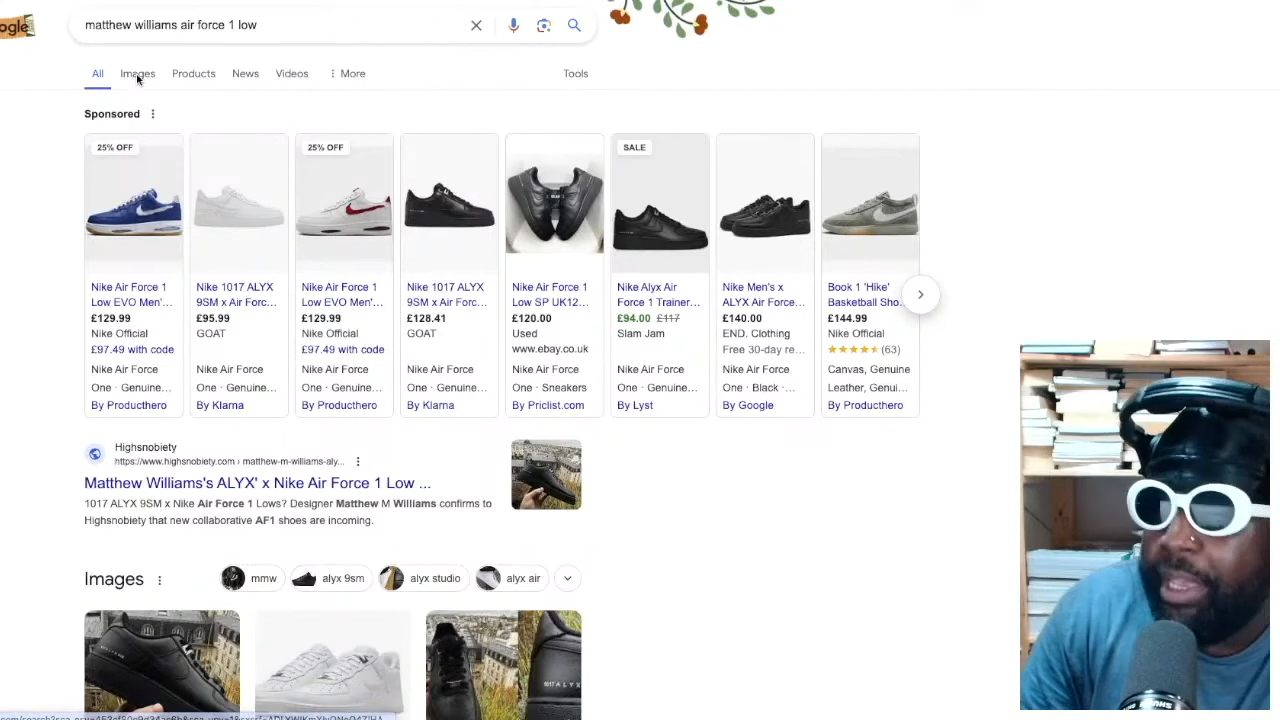 ogle
matthew williams air force 1 low
All
Images
Products
News
Videos
More
Tools
Sponsored
25% OFF
Nike Air Force 1
Low EVO Men'...
£129.99
Nike Official
£97.49 with code
Nike Air Force
One · Genuine...
By Producthero
Nike 1017 ALYX
9SM x Air Forc...
£95.99
GOAT
Nike Air Force
One · Genuine...
By Klarna
25% OFF
Nike Air Force 1
Low EVO Men'...
£129.99
Nike Official
£97.49 with code
Nike Air Force
One · Genuine...
By Producthero
Nike 1017 ALYX
9SM x Air Forc...
£128.41
GOAT
Nike Air Force
One · Genuine...
By Klarna
Nike Air Force 1
Low SP UK12...
£120.00
Used
www.ebay.co.uk
Nike Air Force
One · Sneakers
By Priclist.com
SALE
Nike Alyx Air
Force 1 Trainer...
£94.00 £117
Slam Jam
Nike Air Force
One · Genuine...
By Lyst
Nike Men's x
ALYX Air Force...
£140.00
END. Clothing
Free 30-day re...
Nike Air Force
One · Black · ...
By Google
Book 1 'Hike'
Basketball Sho...
£144.99
Nike Official
(63)
Canvas, Genuine
Leather, Genui...
By Producthero
Highsnobiety
https://www.highsnobiety.com › matthew-m-williams-aly...
Matthew Williams's ALYX' x Nike Air Force 1 Low ...
1017 ALYX 9SM x Nike Air Force 1 Lows? Designer Matthew M Williams confirms to
Highsnobiety that new collaborative AF1 shoes are incoming.
Images
mmw
alyx 9sm
alyx studio
alyx air